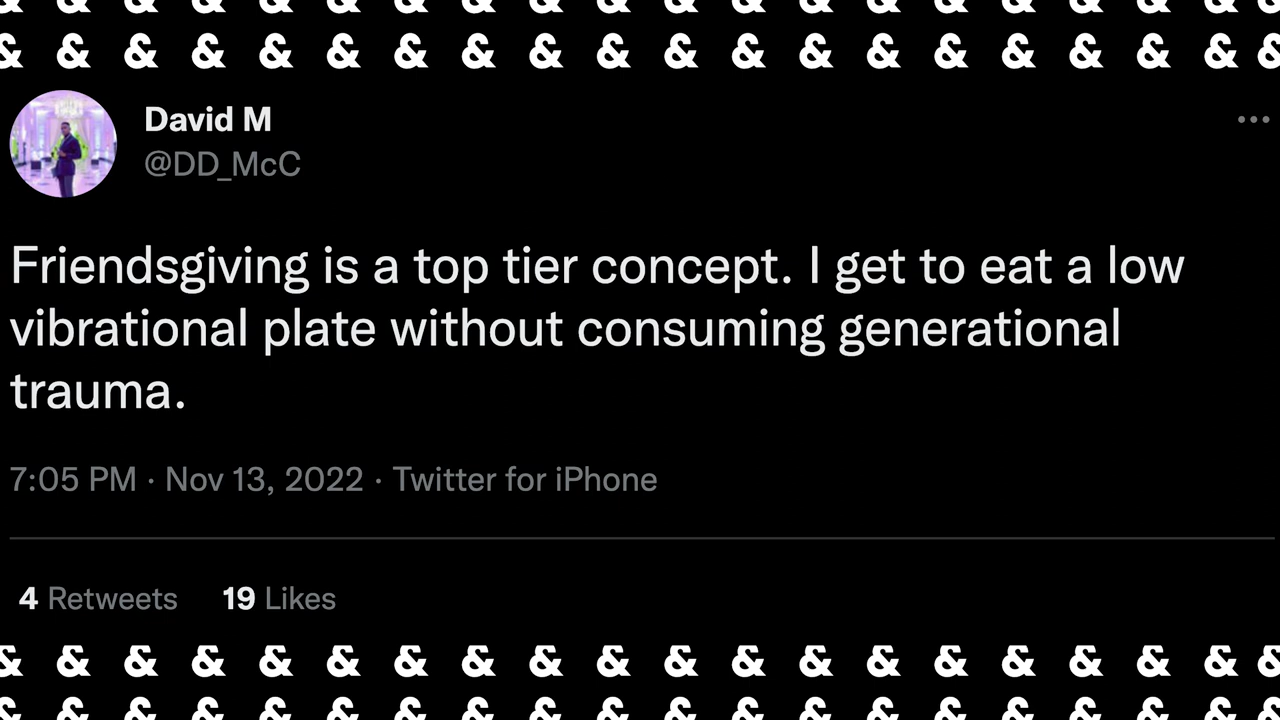 & & & & & & & & & & & & & & & & & & & &
& & & & & & & & & & & & & & & & & & & &
David M
@DD_McC
Friendsgiving is a top tier concept. I get to eat a low
vibrational plate without consuming generational
trauma.
7:05 PM · Nov 13, 2022 · Twitter for iPhone
4 Retweets 19 Likes
& & & & & & & & & & & & & & & & & & & &
& & & & & & & & & & & & & & & & & & & &